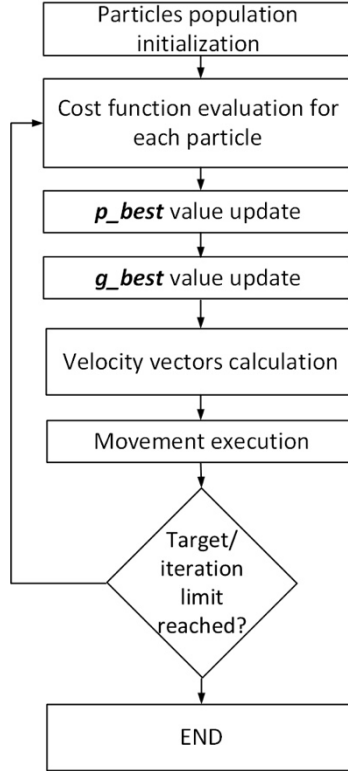 Particles population
initialization
Cost function evaluation for
each particle
p_best value update
g_best value update
Velocity vectors calculation
Movement execution
Target/
iteration
limit
reached?
END